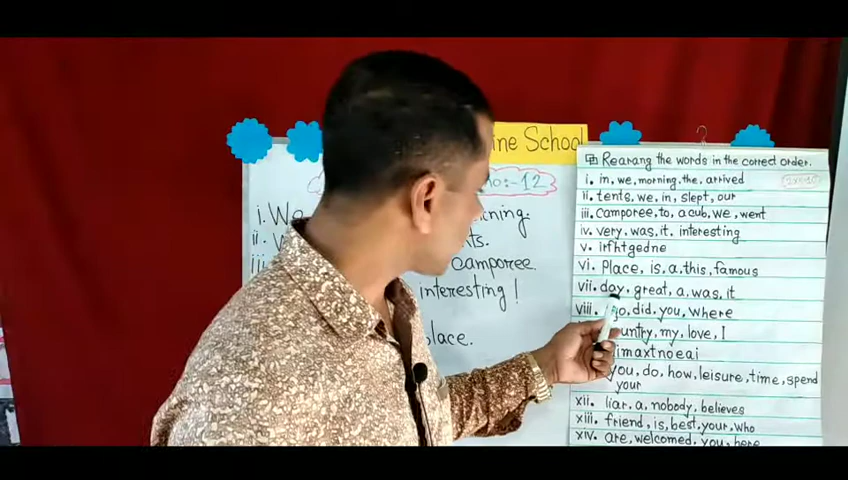 ine School
no:- 12
i. We
ning.
ts.
camporee.
interesting!
place.
Rearang the words in the correct order.
i. in, morning, the, arrived
ii. tents, we, in, slept, our
iii. Camporee, to, a cub, we, went
iv. very, was, it, interesting
v. irfhtgedne
vi. Place, is, a, this, famous
vii. day, great, a, was, it
viii. go, did, you, where
untry, my, love, I
imaxtnoeai
you, do, how, leisure, time, spend
your
xii. liar, a, nobody, believes
xiii. friend, is, best, your, who
xiv. are, welcomed, you, here